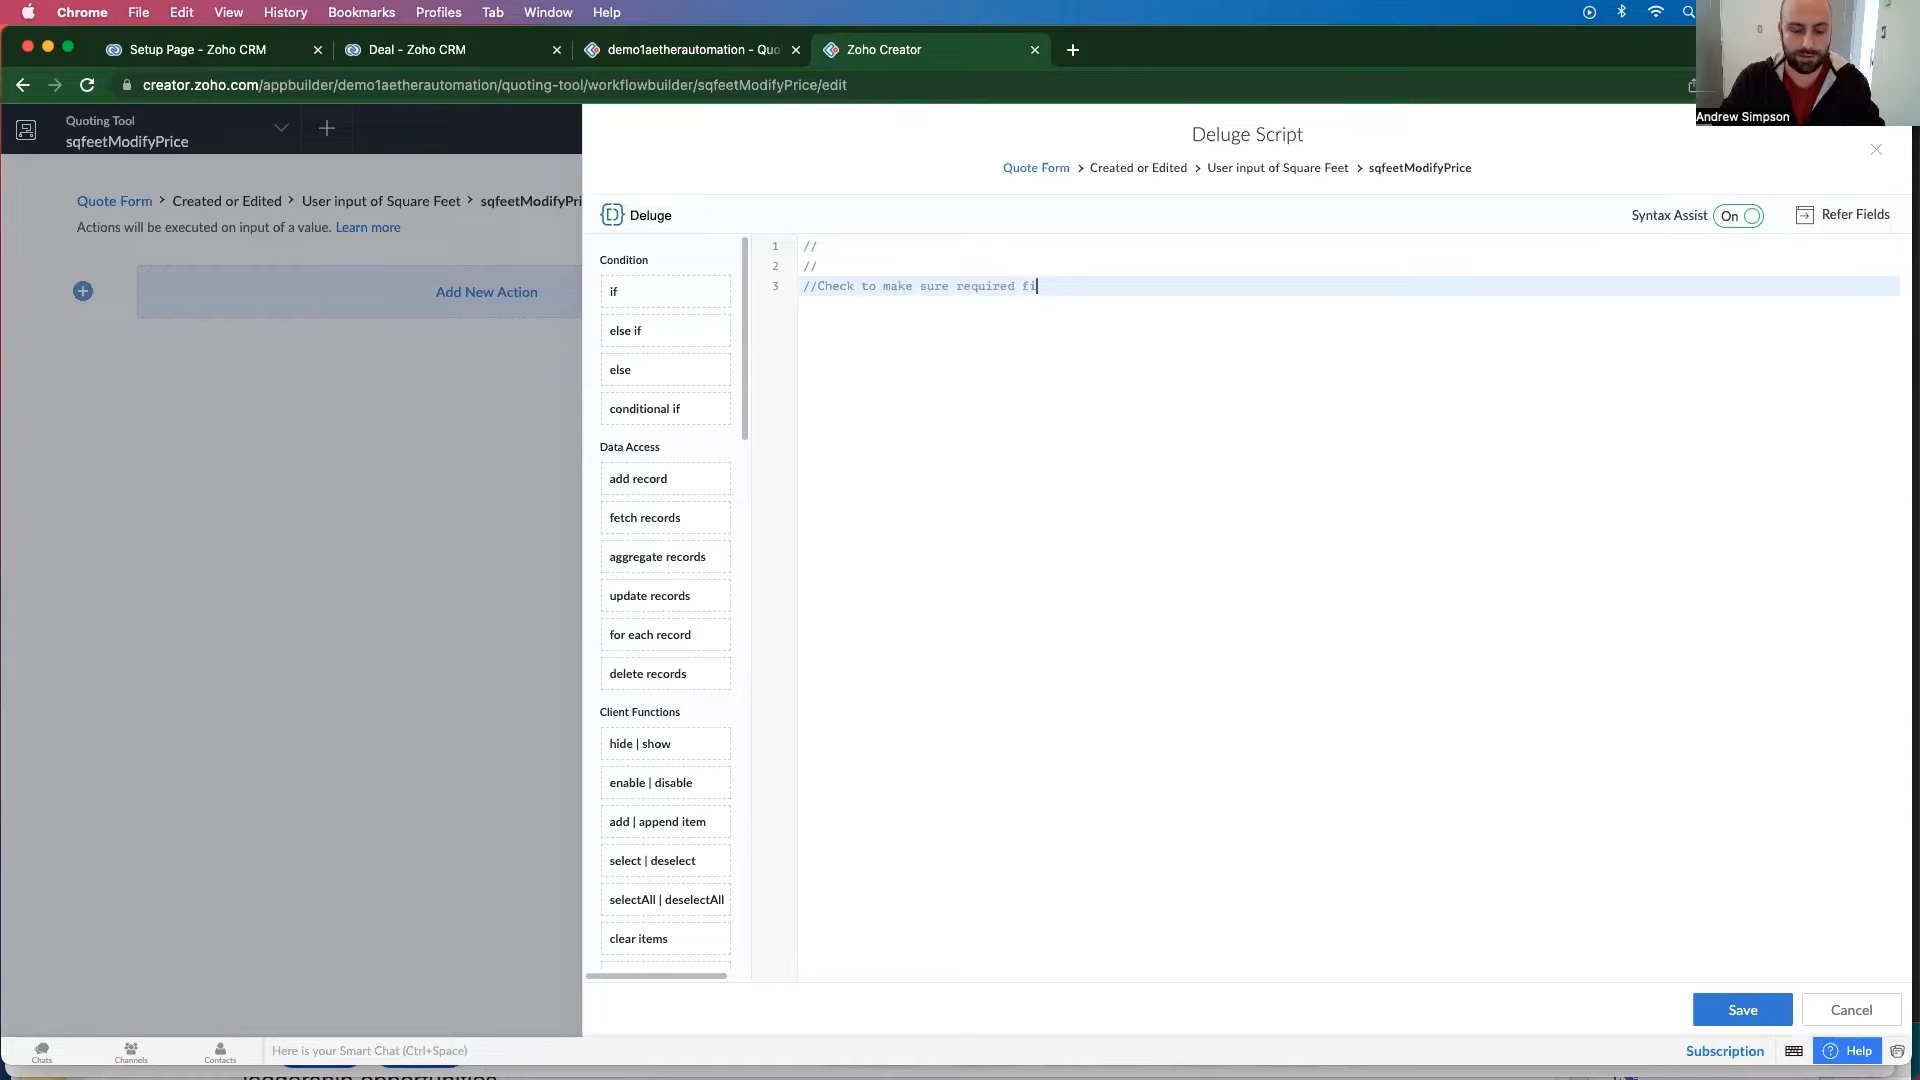 Chrome File Edit View History Bookmarks Profiles Tab Window Help
Setup Page - Zoho CRM
Deal - Zoho CRM
demo1aetherautomation - Quo
Zoho Creator
creator.zoho.com/appbuilder/demo1aetherautomation/quoting-tool/workflowbuilder/sqfeetModifyPrice/edit
Andrew Simpson
Quoting Tool
sqfeetModifyPrice
Quote Form > Created or Edited > User input of Square Feet > sqfeetModifyPri
Actions will be executed on input of a value. Learn more
Add New Action
Deluge Script
Quote Form > Created or Edited > User input of Square Feet > sqfeetModifyPrice
Deluge
Syntax Assist On
Refer Fields
Condition
if
else if
else
conditional if
Data Access
add record
fetch records
aggregate records
update records
for each record
delete records
Client Functions
hide | show
enable | disable
add | append item
select | deselect
selectAll | deselectAll
clear items
1 //
2 //
3 //Check to make sure required fi
Save
Cancel
Chats
Channels
Contacts
Here is your Smart Chat (Ctrl+Space)
Subscription
Help